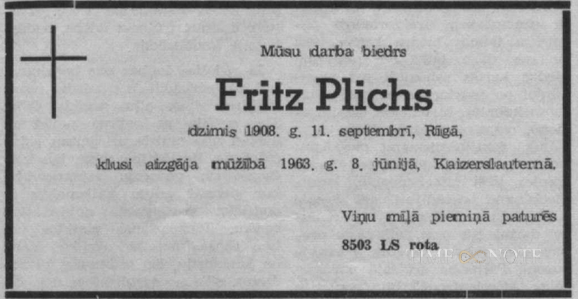 Mūsu darba biedrs
Fritz Plichs
dzimis 1908. g. 11. septembrī, Rīgā,
klusi aizgāja mūžībā 1963. g. 8. jūnijā, Kaizerslauternā.
Viņu mīļā piemiņā paturēs
8503 LS rota
TIMENOTE